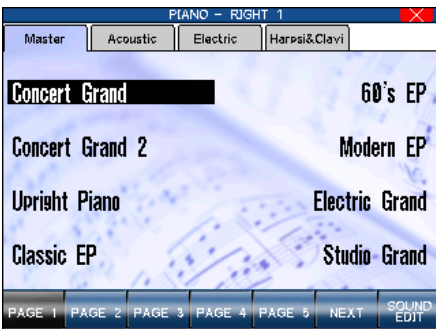 PIANO - RIGHT 1
Master Acoustic Electric Harpsi&Clavi
Concert Grand 60's EP
Concert Grand 2 Modern EP
Upright Piano Electric Grand
Classic EP Studio Grand
PAGE 1 PAGE 2 PAGE 3 PAGE 4 PAGE 5 NEXT SOUND
EDIT